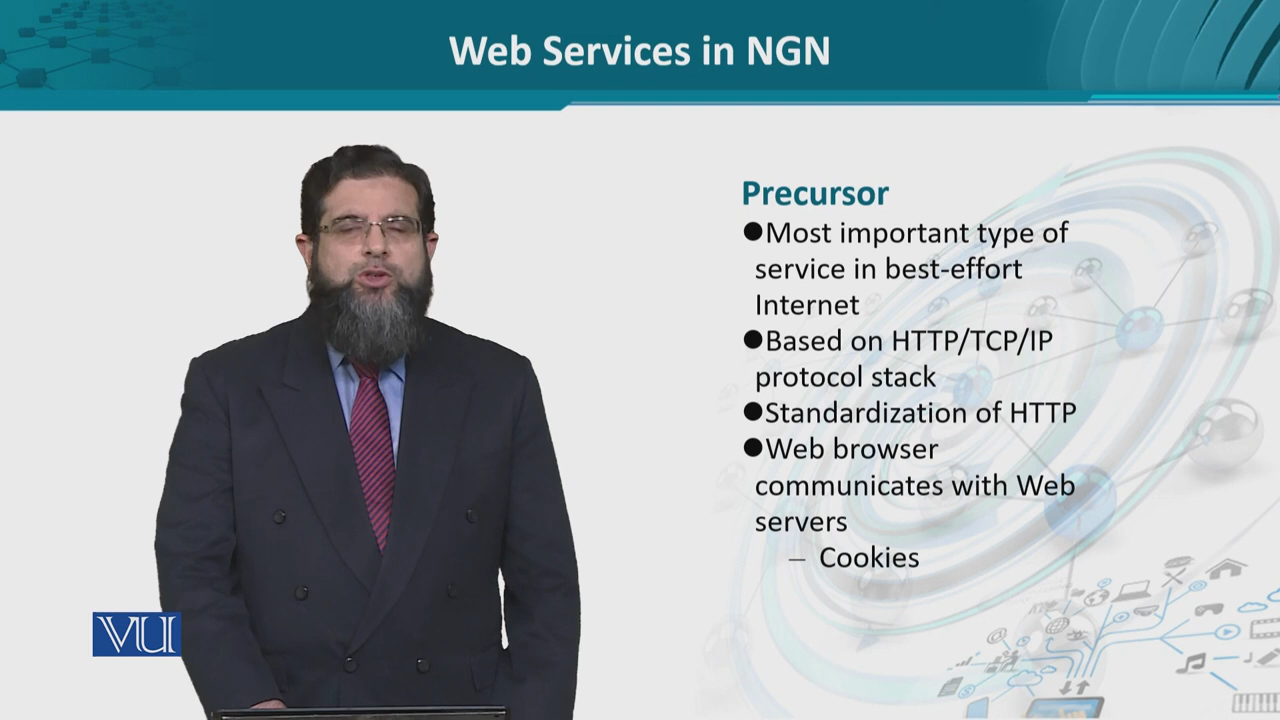 Web Services in NGN
Precursor
●Most important type of
service in best-effort
Internet
●Based on HTTP/TCP/IP
protocol stack
●Standardization of HTTP
●Web browser
communicates with Web
servers
– Cookies
VU